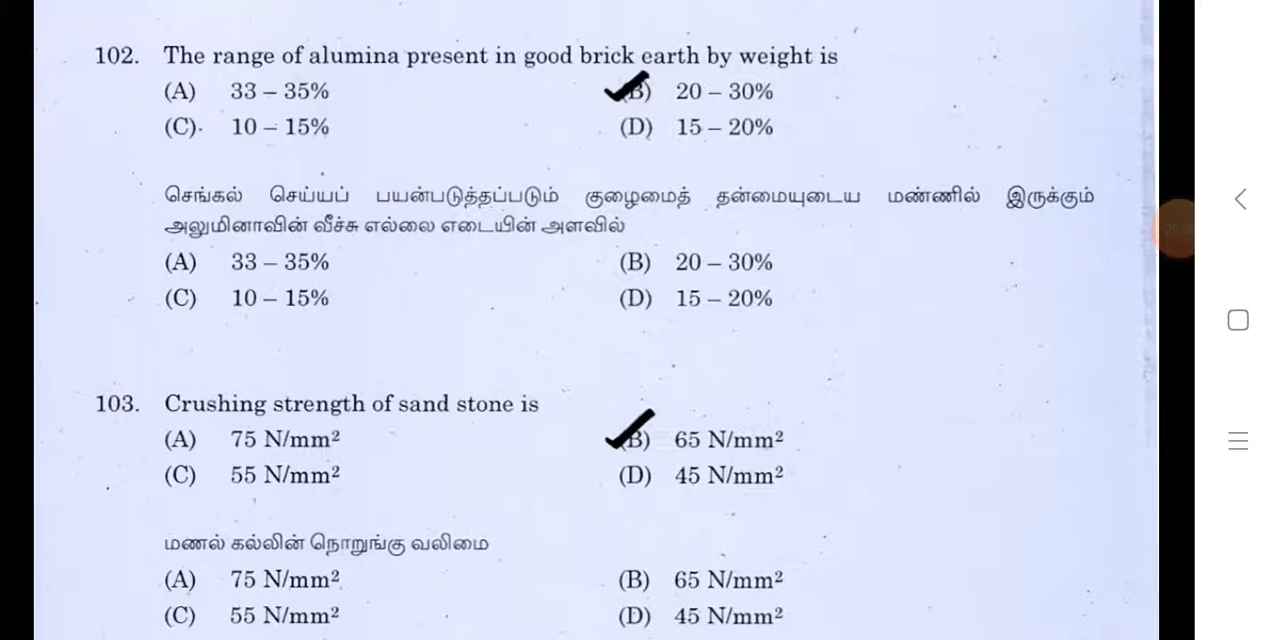 102. The range of alumina present in good brick earth by weight is
(A) 33 – 35% (B) 20 – 30%
(C) 10 – 15% (D) 15 – 20%
செங்கல் செய்யப் பயன்படுத்தப்படும் குழைமைத் தன்மையுடைய மண்ணில் இருக்கும்
அலுமினாவின் வீச்சு எல்லை எடையின் அளவில்
(A) 33 – 35% (B) 20 – 30%
(C) 10 – 15% (D) 15 – 20%
103. Crushing strength of sand stone is
(A) 75 N/mm² (B) 65 N/mm²
(C) 55 N/mm² (D) 45 N/mm²
மணல் கல்லின் நொறுங்கு வலிமை
(A) 75 N/mm² (B) 65 N/mm²
(C) 55 N/mm² (D) 45 N/mm²